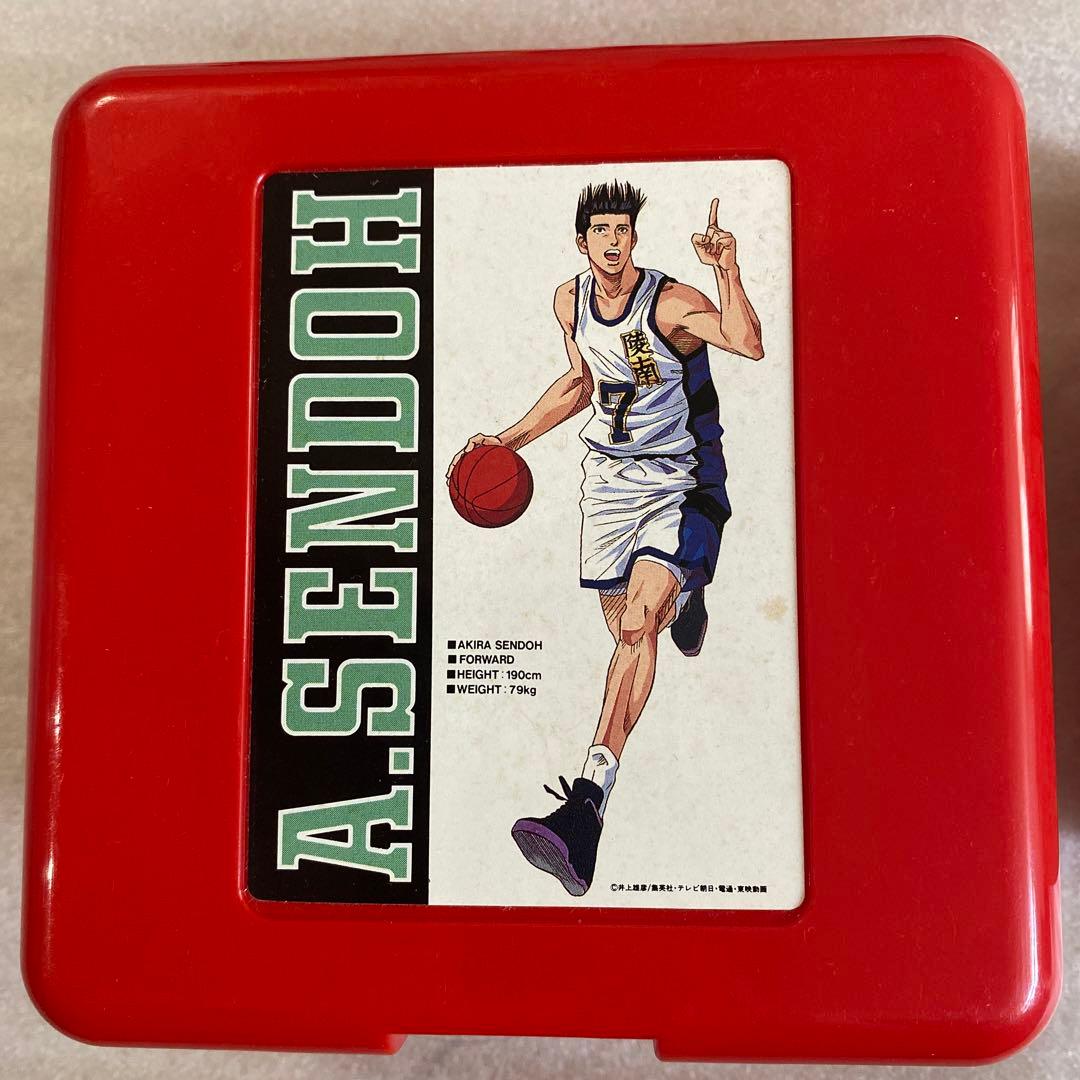 A.SENDOH
陵南
7
■AKIRA SENDOH
■FORWARD
■HEIGHT:190cm
■WEIGHT:79kg
©井上雄彦/集英社・テレビ朝日・電通・東映動画